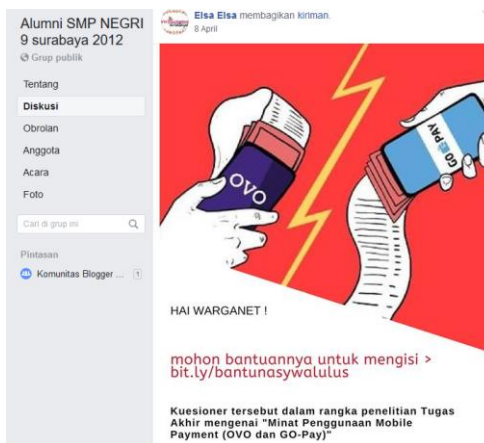 Alumni SMP NEGRI
9 surabaya 2012
Grup publik
Tentang
Diskusi
Obrolan
Anggota
Acara
Foto
Cari di grup ini
Pintasan
Komunitas Blogger ... 1
Elsa Elsa membagikan kiriman.
8 April
OVO
GO PAY
HAI WARGANET !
mohon bantuannya untuk mengisi >
bit.ly/bantunasywalulus
Kuesioner tersebut dalam rangka penelitian Tugas
Akhir mengenai "Minat Penggunaan Mobile
Payment (OVO dan GO-Pay)"